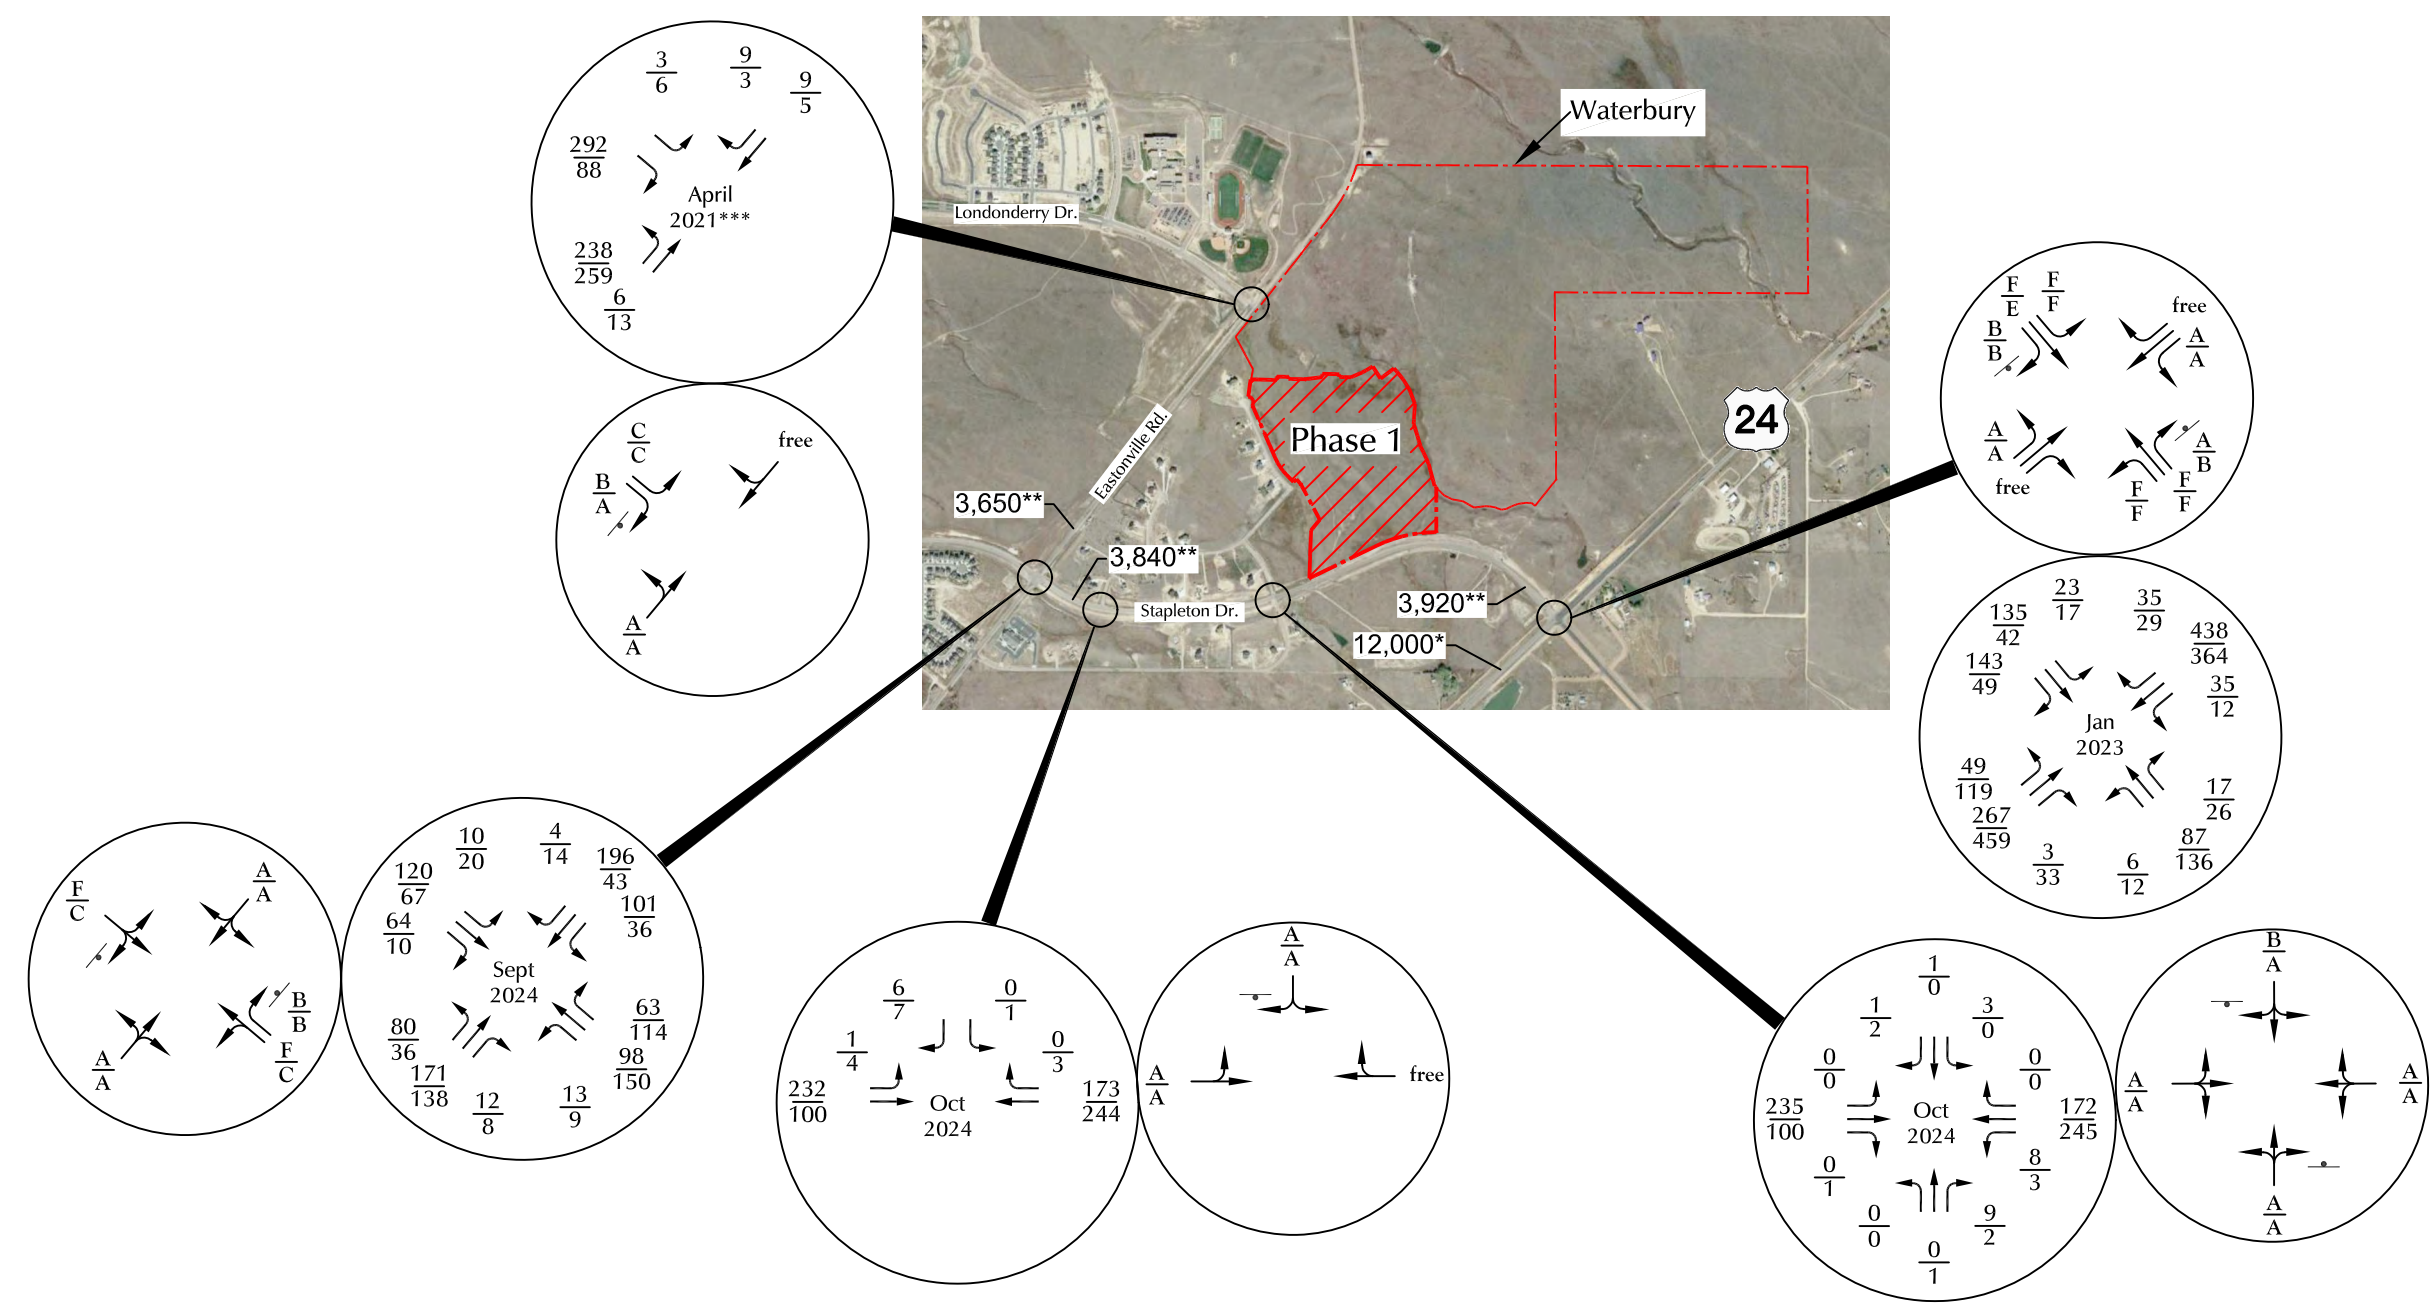 3
6
9
3
9
5
292
88
April
2021***
238
259
6
13
C
C
free
B
A
A
A
Waterbury
Londonderry Dr.
24
Phase 1
Eastonville Rd.
3,650**
3,840**
Stapleton Dr.
3,920**
12,000*
F
E
F
F
free
B
B
A
A
A
A
free
A
B
F
F
F
F
23
17
35
29
135
42
438
364
143
49
35
12
Jan
2023
49
119
17
26
267
459
87
136
3
33
6
12
F
C
A
A
B
B
A
A
F
C
10
20
4
14
120
67
196
43
64
10
101
36
Sept
2024
80
36
63
114
171
138
98
150
12
8
13
9
6
7
0
1
1
4
0
3
232
100
173
244
Oct
2024
A
A
A
A
free
1
0
1
2
3
0
0
0
0
0
235
100
172
245
Oct
2024
0
1
8
3
0
0
9
2
0
1
B
A
A
A
A
A
A
A